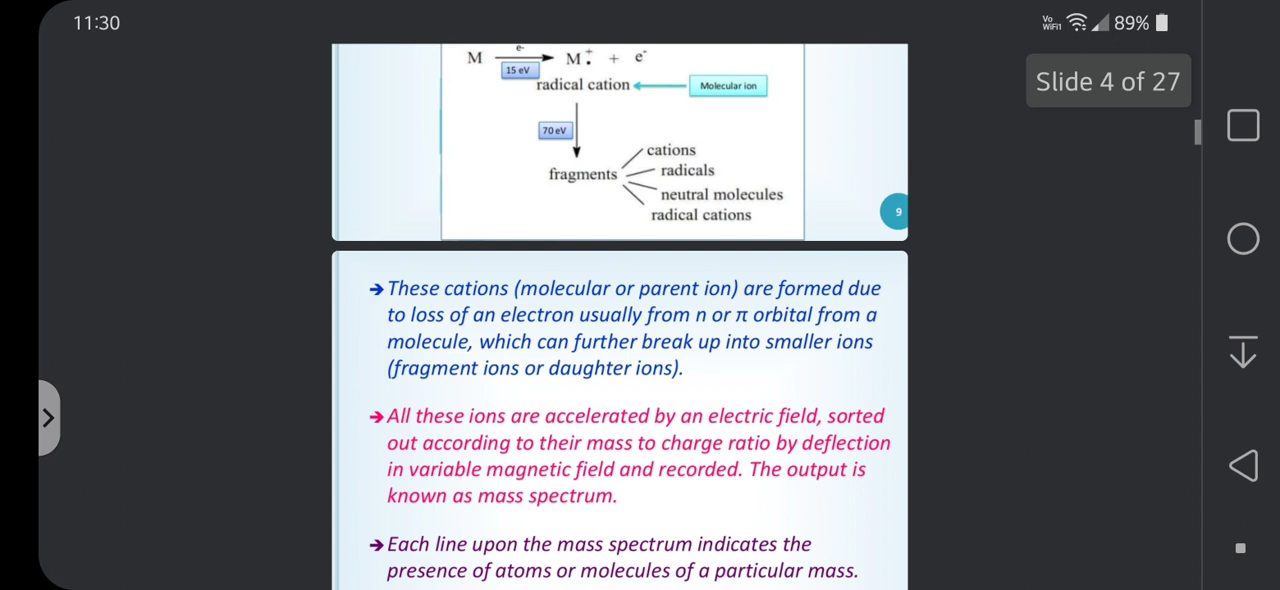 11:30
Vo
WiFi1
89%
Slide 4 of 27
e-
M → M⁺• + e⁻
15 eV
radical cation
Molecular ion
70 eV
cations
radicals
fragments
neutral molecules
radical cations
9
➔ These cations (molecular or parent ion) are formed due
to loss of an electron usually from n or π orbital from a
molecule, which can further break up into smaller ions
(fragment ions or daughter ions).
➔ All these ions are accelerated by an electric field, sorted
out according to their mass to charge ratio by deflection
in variable magnetic field and recorded. The output is
known as mass spectrum.
➔ Each line upon the mass spectrum indicates the
presence of atoms or molecules of a particular mass.